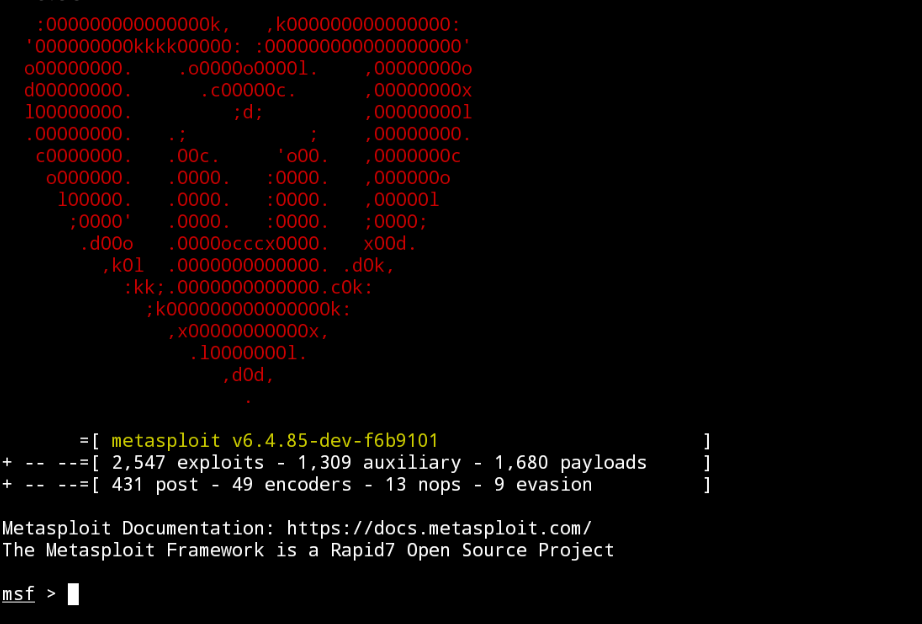 :OOOOOOOOOOOOOOOk,   ,kOOOOOOOOOOOOOOO:
'OOOOOOOOOkkkkOOOOO: :OOOOOOOOOOOOOOOOOO'
oOOOOOOOO.    .oOOOOoOOOOl.    ,OOOOOOOOo
dOOOOOOOO.      .cOOOOOc.      ,OOOOOOOOx
lOOOOOOOO.         ;d;         ,OOOOOOOOl
.OOOOOOOO.   .;           ;    ,OOOOOOOO.
cOOOOOOO.   .OOc.     'oOO.   ,OOOOOOOc
oOOOOOO.   .OOOO.   :OOOO.   ,OOOOOOo
lOOOOO.   .OOOO.   :OOOO.   ,OOOOOl
;OOOO'   .OOOO.   :OOOO.   ;OOOO;
.dOOo   .OOOOocccxOOOO.   xOOd.
,kOl  .OOOOOOOOOOOOO. .dOk,
:kk;.OOOOOOOOOOOOO.cOk:
;kOOOOOOOOOOOOOOOk:
,xOOOOOOOOOOOx,
.lOOOOOOOl.
,dOd,
.
=[ metasploit v6.4.85-dev-f6b9101                        ]
+ -- --=[ 2,547 exploits - 1,309 auxiliary - 1,680 payloads     ]
+ -- --=[ 431 post - 49 encoders - 13 nops - 9 evasion          ]
Metasploit Documentation: https://docs.metasploit.com/
The Metasploit Framework is a Rapid7 Open Source Project
msf >